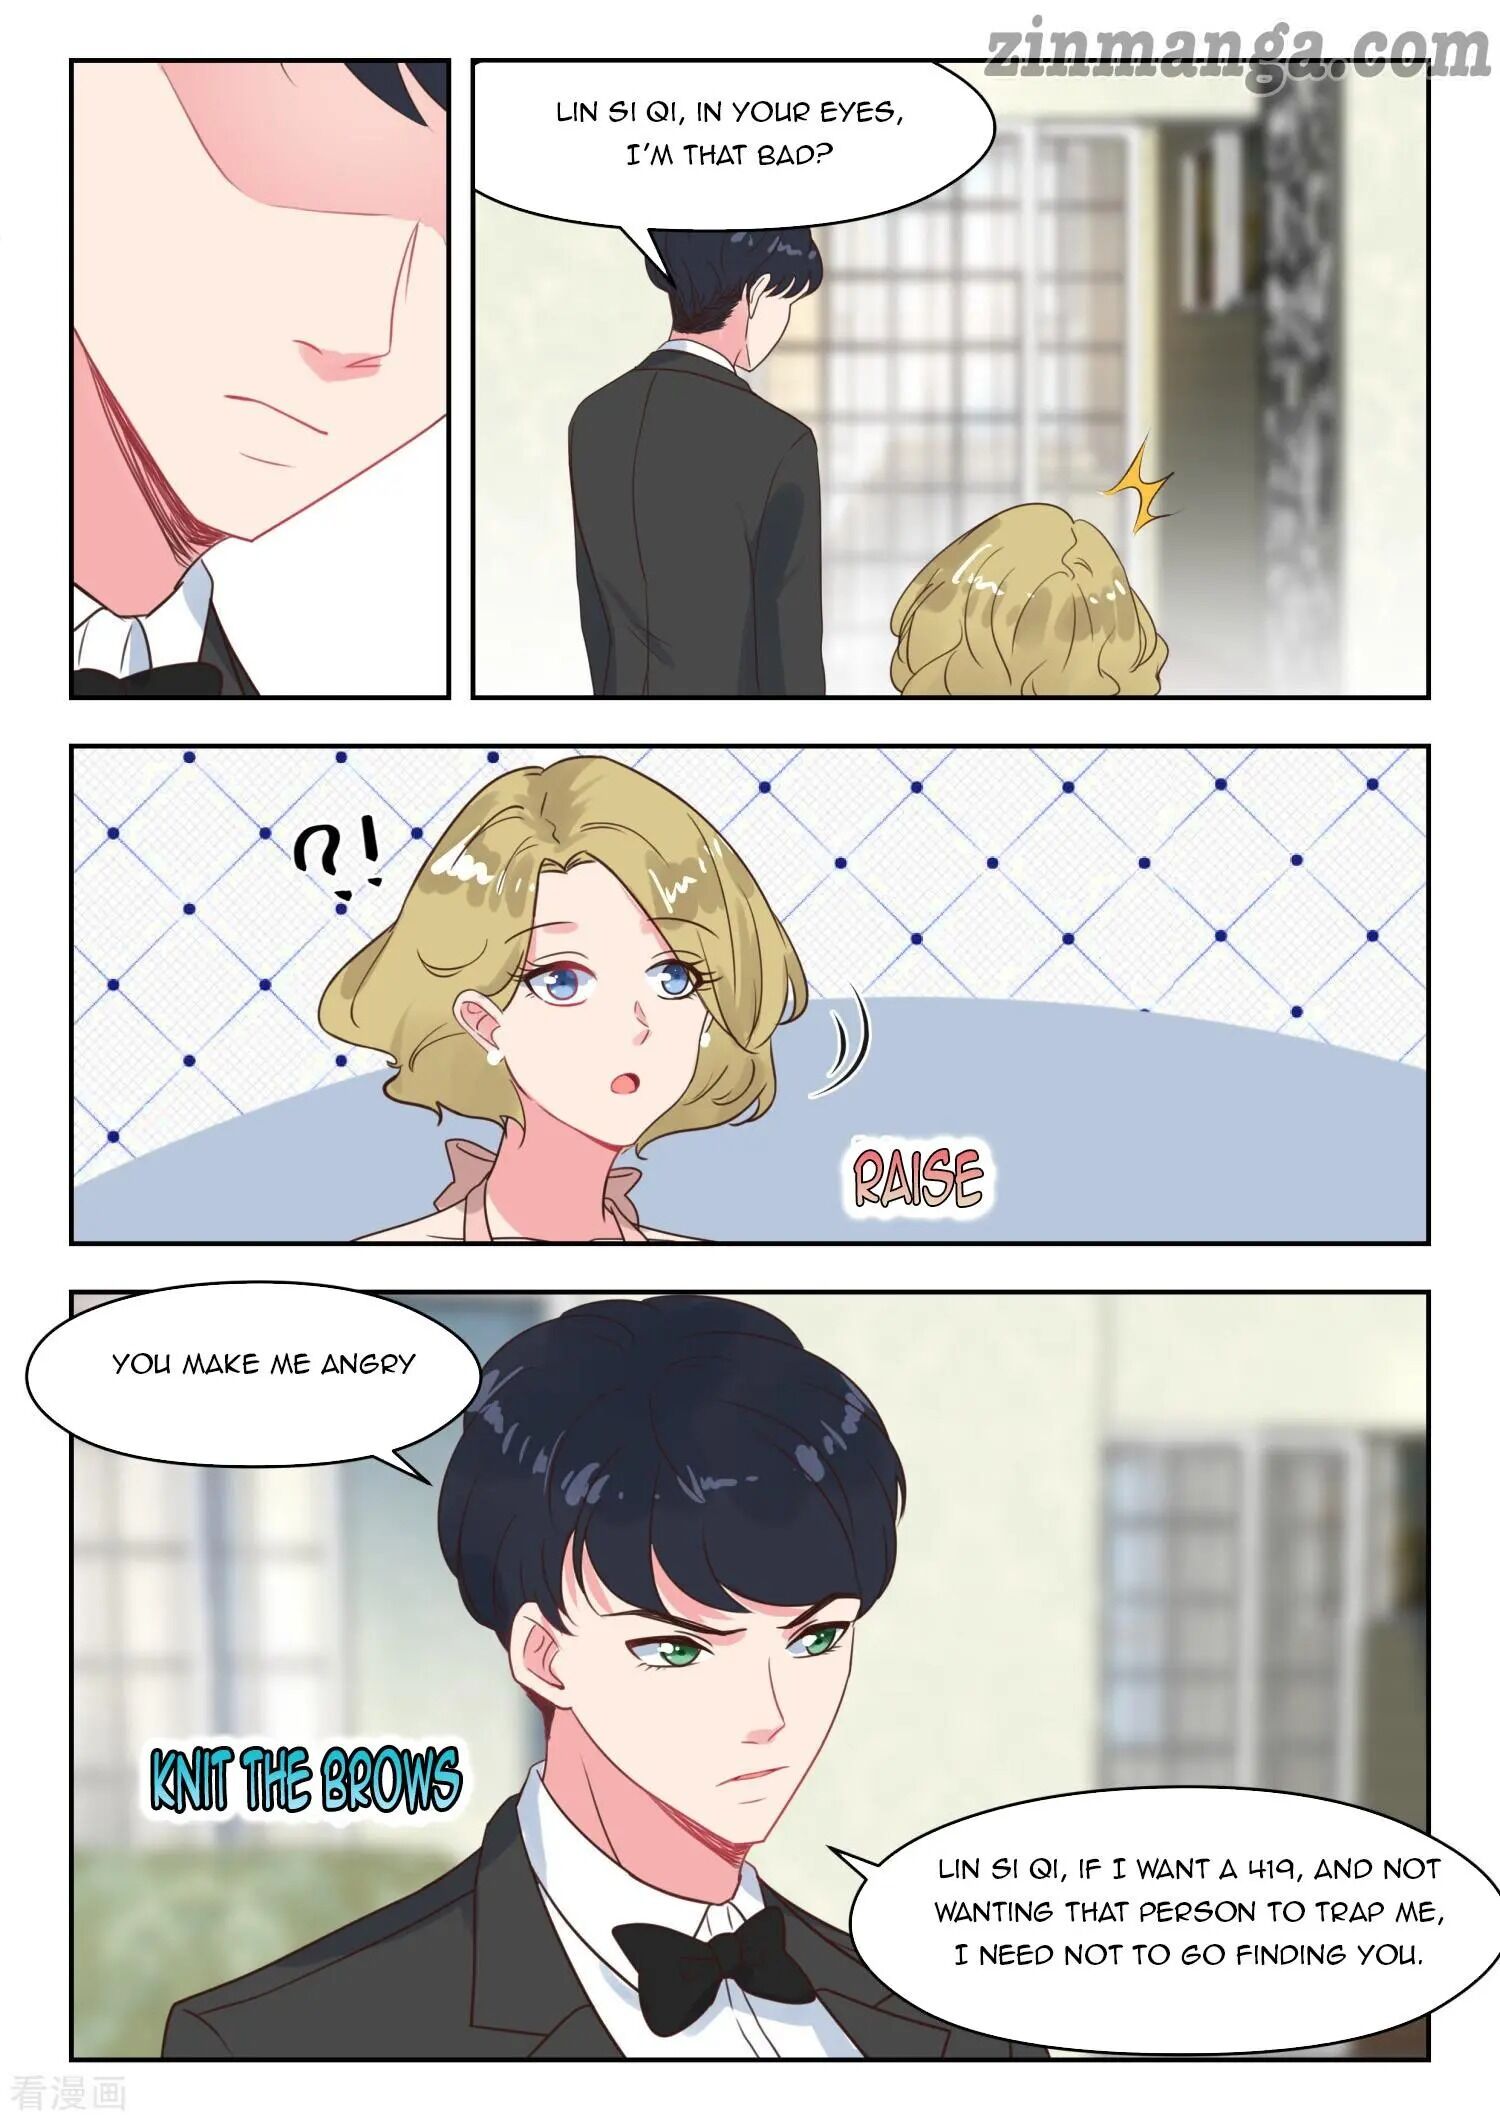 zinmanga.com
LIN SI QI, IN YOUR EYES,
I'M THAT BAD?
?!
RAISE
YOU MAKE ME ANGRY
KNIT THE BROWS
LIN SI QI, IF I WANT A 419, AND NOT
WANTING THAT PERSON TO TRAP ME,
I NEED NOT TO GO FINDING YOU.
看漫画